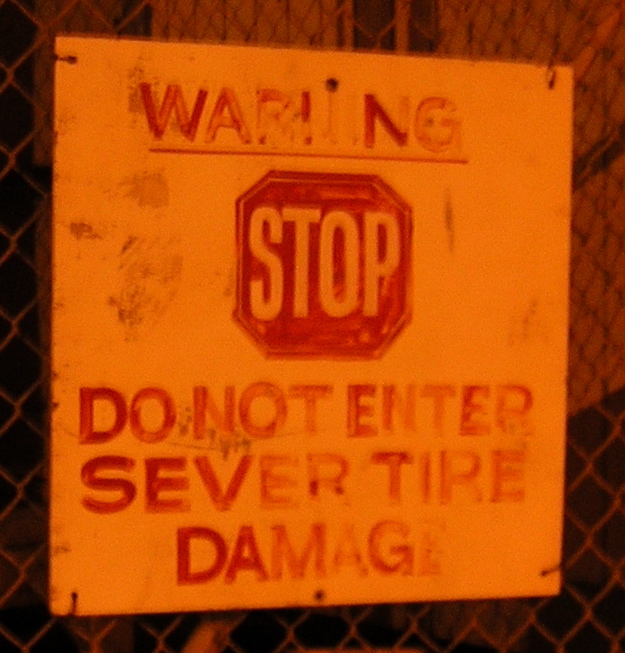 WARNING
STOP
DO NOT ENTER
SEVER TIRE
DAMAGE